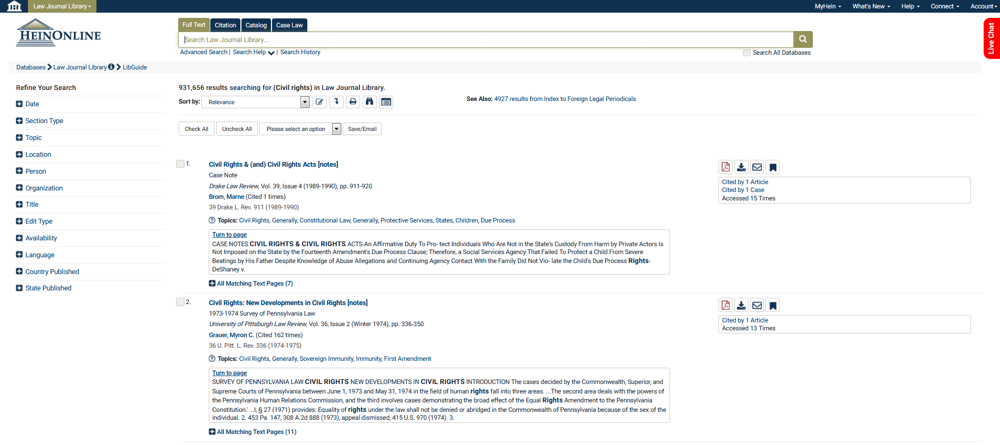 Law Journal Library
MyHein
What's New
Help
Connect
Account
HEINONLINE
Full Text
Citation
Catalog
Case Law
Search Law Journal Library...
Advanced Search | Search Help | Search History
Search All Databases
Live Chat
Databases Law Journal Library LibGuide
Refine Your Search
Date
Section Type
Topic
Location
Person
Organization
Title
Edit Type
Availability
Language
Country Published
State Published
931,656 results searching for (Civil rights) in Law Journal Library.
Sort by: Relevance
See Also: 4927 results from Index to Foreign Legal Periodicals
Check All
Uncheck All
Please select an option
Save/Email
1.
Civil Rights & (and) Civil Rights Acts [notes]
Case Note
Drake Law Review, Vol. 39, Issue 4 (1989-1990), pp. 911-920
Brom, Marne (Cited 1 times)
39 Drake L. Rev. 911 (1989-1990)
Topics: Civil Rights, Generally, Constitutional Law, Generally, Protective Services, States, Children, Due Process
Turn to page
CASE NOTES CIVIL RIGHTS & CIVIL RIGHTS ACTS-An Affirmative Duty To Pro- tect Individuals Who Are Not in the State's Custody From Harm by Private Actors Is
Not Imposed on the State by the Fourteenth Amendment's Due Process Clause; Therefore, a Social Services Agency That Failed To Protect a Child From Severe
Beatings by His Father Despite Knowledge of Abuse Allegations and Continuing Agency Contact With the Family Did Not Vio- late the Child's Due Process Rights-
DeShaney v.
All Matching Text Pages (7)
Cited by 1 Article
Cited by 1 Case
Accessed 15 Times
2.
Civil Rights: New Developments in Civil Rights [notes]
1973-1974 Survey of Pennsylvania Law
University of Pittsburgh Law Review, Vol. 36, Issue 2 (Winter 1974), pp. 336-350
Grauer, Myron C. (Cited 162 times)
36 U. Pitt. L. Rev. 336 (1974-1975)
Topics: Civil Rights, Generally, Sovereign Immunity, Immunity, First Amendment
Turn to page
SURVEY OF PENNSYLVANIA LAW CIVIL RIGHTS NEW DEVELOPMENTS IN CIVIL RIGHTS INTRODUCTION The cases decided by the Commonwealth, Superior, and
Supreme Courts of Pennsylvania between June 1, 1973 and May 31, 1974 in the field of human rights fall into three areas. ...The second area deals with the powers of
the Pennsylvania Human Relations Commission, and the third involves cases demonstrating the broad effect of the Equal Rights Amendment to the Pennsylvania
Constitution.' ...I, § 27 (1971) provides: Equality of rights under the law shall not be denied or abridged in the Commonwealth of Pennsylvania because of the sex of the
individual. 2. 453 Pa. 147, 308 A.2d 888 (1973), appeal dismissed, 415 U.S. 970 (1974). 3.
All Matching Text Pages (11)
Cited by 1 Article
Accessed 13 Times